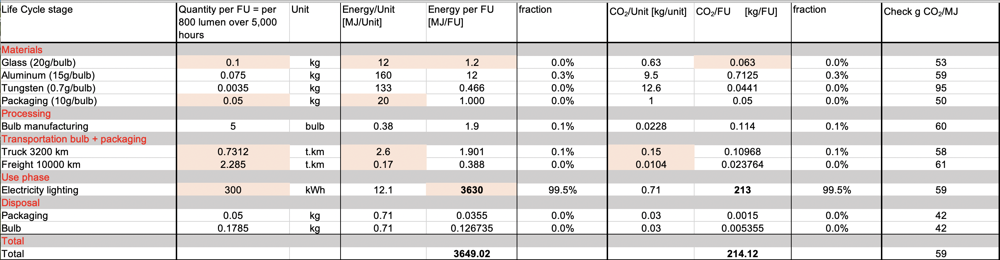 Life Cycle stage Quantity per FU = per 800 lumen over 5,000 hours Unit Energy/Unit [MJ/Unit] Energy per FU [MJ/FU] fraction CO₂/Unit [kg/unit] CO₂/FU [kg/FU] fraction Check g CO₂/MJ
Materials
Glass (20g/bulb) 0.1 kg 12 1.2 0.0% 0.63 0.063 0.0% 53
Aluminum (15g/bulb) 0.075 kg 160 12 0.3% 9.5 0.7125 0.3% 59
Tungsten (0.7g/bulb) 0.0035 kg 133 0.466 0.0% 12.6 0.0441 0.0% 95
Packaging (10g/bulb) 0.05 kg 20 1.000 0.0% 1 0.05 0.0% 50
Processing
Bulb manufacturing 5 bulb 0.38 1.9 0.1% 0.0228 0.114 0.1% 60
Transportation bulb + packaging
Truck 3200 km 0.7312 t.km 2.6 1.901 0.1% 0.15 0.10968 0.1% 58
Freight 10000 km 2.285 t.km 0.17 0.388 0.0% 0.0104 0.023764 0.0% 61
Use phase
Electricity lighting 300 kWh 12.1 3630 99.5% 0.71 213 99.5% 59
Disposal
Packaging 0.05 kg 0.71 0.0355 0.0% 0.03 0.0015 0.0% 42
Bulb 0.1785 kg 0.71 0.126735 0.0% 0.03 0.005355 0.0% 42
Total
Total 3649.02 214.12 59